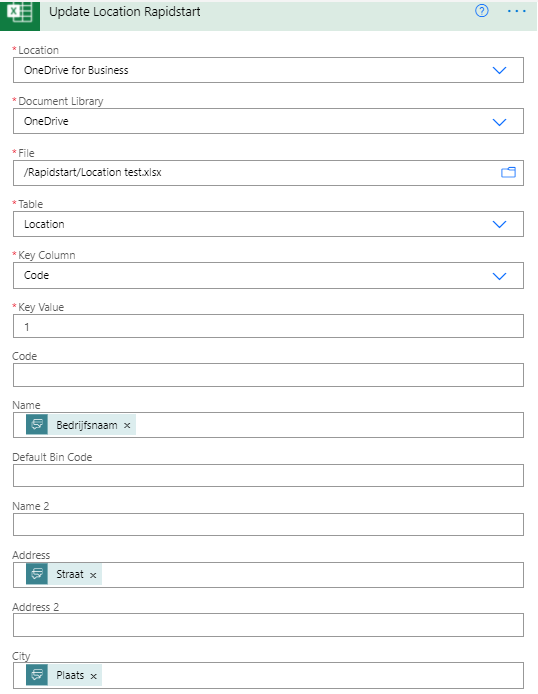 Update Location Rapidstart
* Location
OneDrive for Business
* Document Library
OneDrive
* File
/Rapidstart/Location test.xlsx
* Table
Location
* Key Column
Code
* Key Value
1
Code
Name
Bedrijfsnaam ×
Default Bin Code
Name 2
Address
Straat ×
Address 2
City
Plaats ×